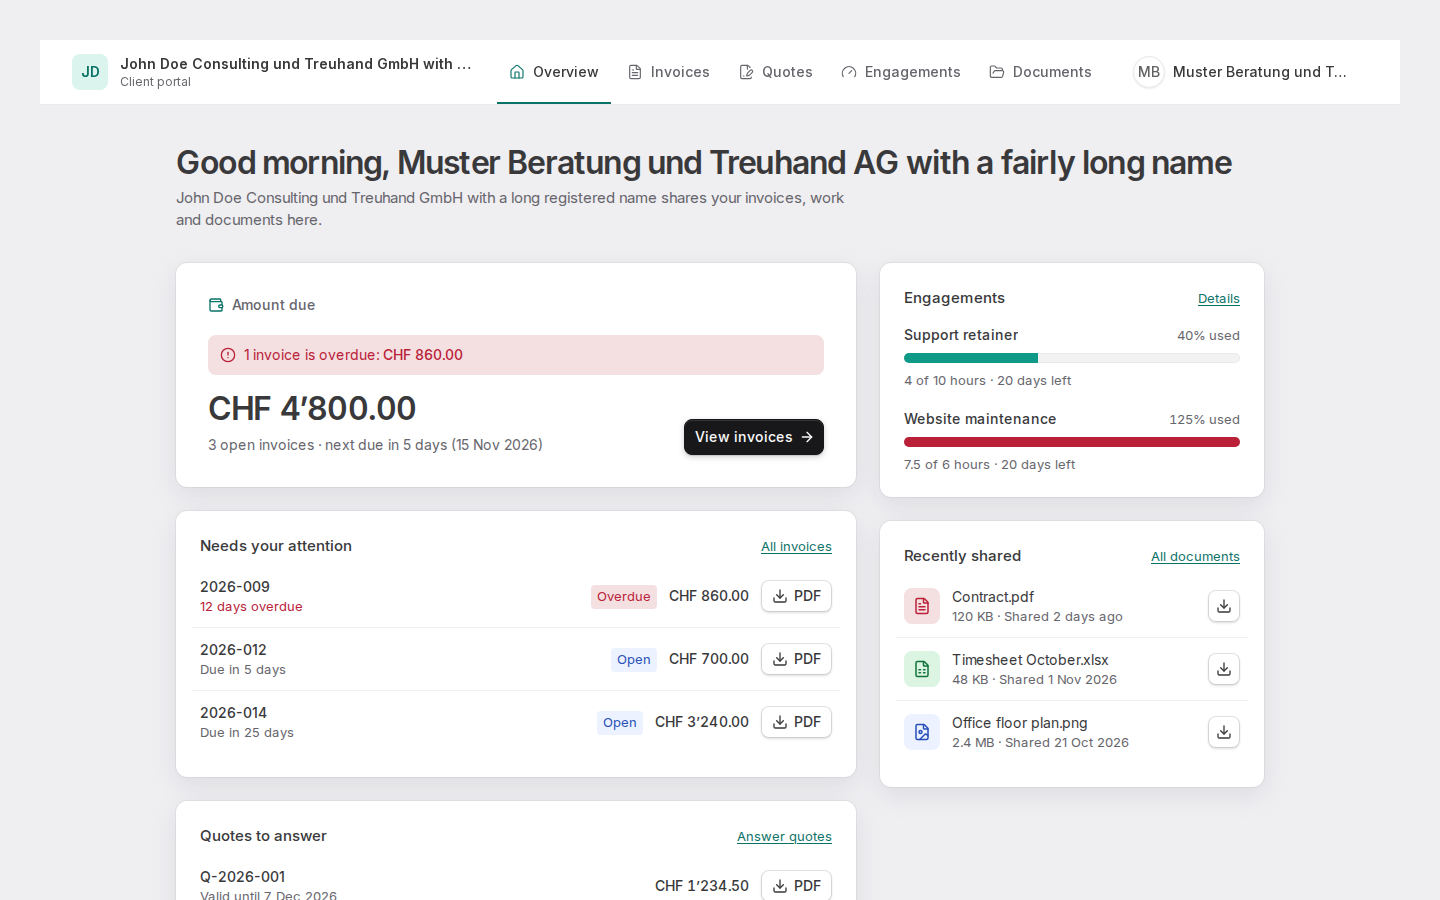 JD
John Doe Consulting und Treuhand GmbH with …
Client portal
Overview
Invoices
Quotes
Engagements
Documents
MB
Muster Beratung und T…
Good morning, Muster Beratung und Treuhand AG with a fairly long name
John Doe Consulting und Treuhand GmbH with a long registered name shares your invoices, work
and documents here.
Amount due
1 invoice is overdue: CHF 860.00
CHF 4’800.00
3 open invoices · next due in 5 days (15 Nov 2026)
View invoices
Needs your attention
All invoices
2026-009
12 days overdue
Overdue
CHF 860.00
PDF
2026-012
Due in 5 days
Open
CHF 700.00
PDF
2026-014
Due in 25 days
Open
CHF 3’240.00
PDF
Quotes to answer
Answer quotes
Q-2026-001
Valid until 7 Dec 2026
CHF 1’234.50
PDF
Engagements
Details
Support retainer
40% used
4 of 10 hours · 20 days left
Website maintenance
125% used
7.5 of 6 hours · 20 days left
Recently shared
All documents
Contract.pdf
120 KB · Shared 2 days ago
Timesheet October.xlsx
48 KB · Shared 1 Nov 2026
Office floor plan.png
2.4 MB · Shared 21 Oct 2026